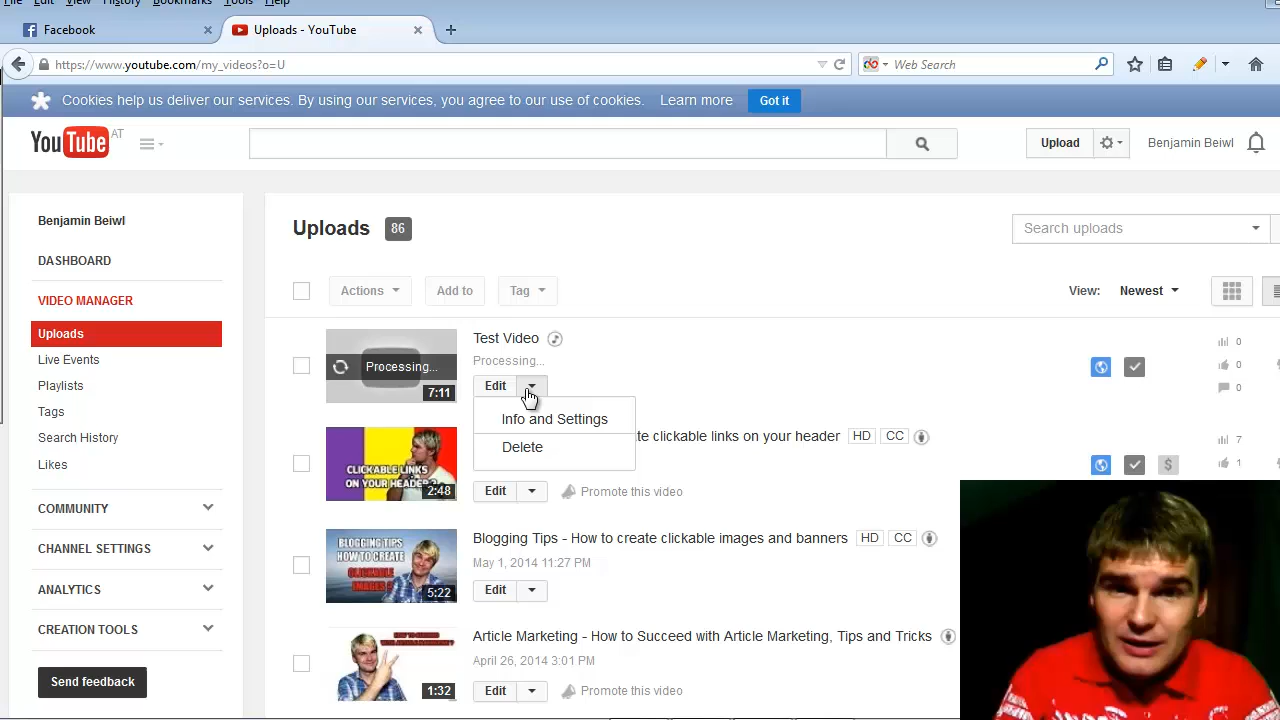 File Edit View History Bookmarks Tools Help
Facebook
Uploads - YouTube
https://www.youtube.com/my_videos?o=U
Web Search
Cookies help us deliver our services. By using our services, you agree to our use of cookies. Learn more Got it
YouTube AT
Upload
Benjamin Beiwl
Benjamin Beiwl
DASHBOARD
VIDEO MANAGER
Uploads
Live Events
Playlists
Tags
Search History
Likes
COMMUNITY
CHANNEL SETTINGS
ANALYTICS
CREATION TOOLS
Send feedback
Uploads 86
Search uploads
Actions Add to Tag
View: Newest
Processing...
7:11
Test Video
Processing...
Edit
Info and Settings
Delete
0
0
0
CLICKABLE LINKS
ON YOUR HEADER?
2:48
te clickable links on your header HD CC
Edit Promote this video
7
1
$
BLOGGING TIPS
HOW TO CREATE
CLICKABLE
IMAGES
5:22
Blogging Tips - How to create clickable images and banners HD CC
May 1, 2014 11:27 PM
Edit
1:32
Article Marketing - How to Succeed with Article Marketing, Tips and Tricks
April 26, 2014 3:01 PM
Edit Promote this video